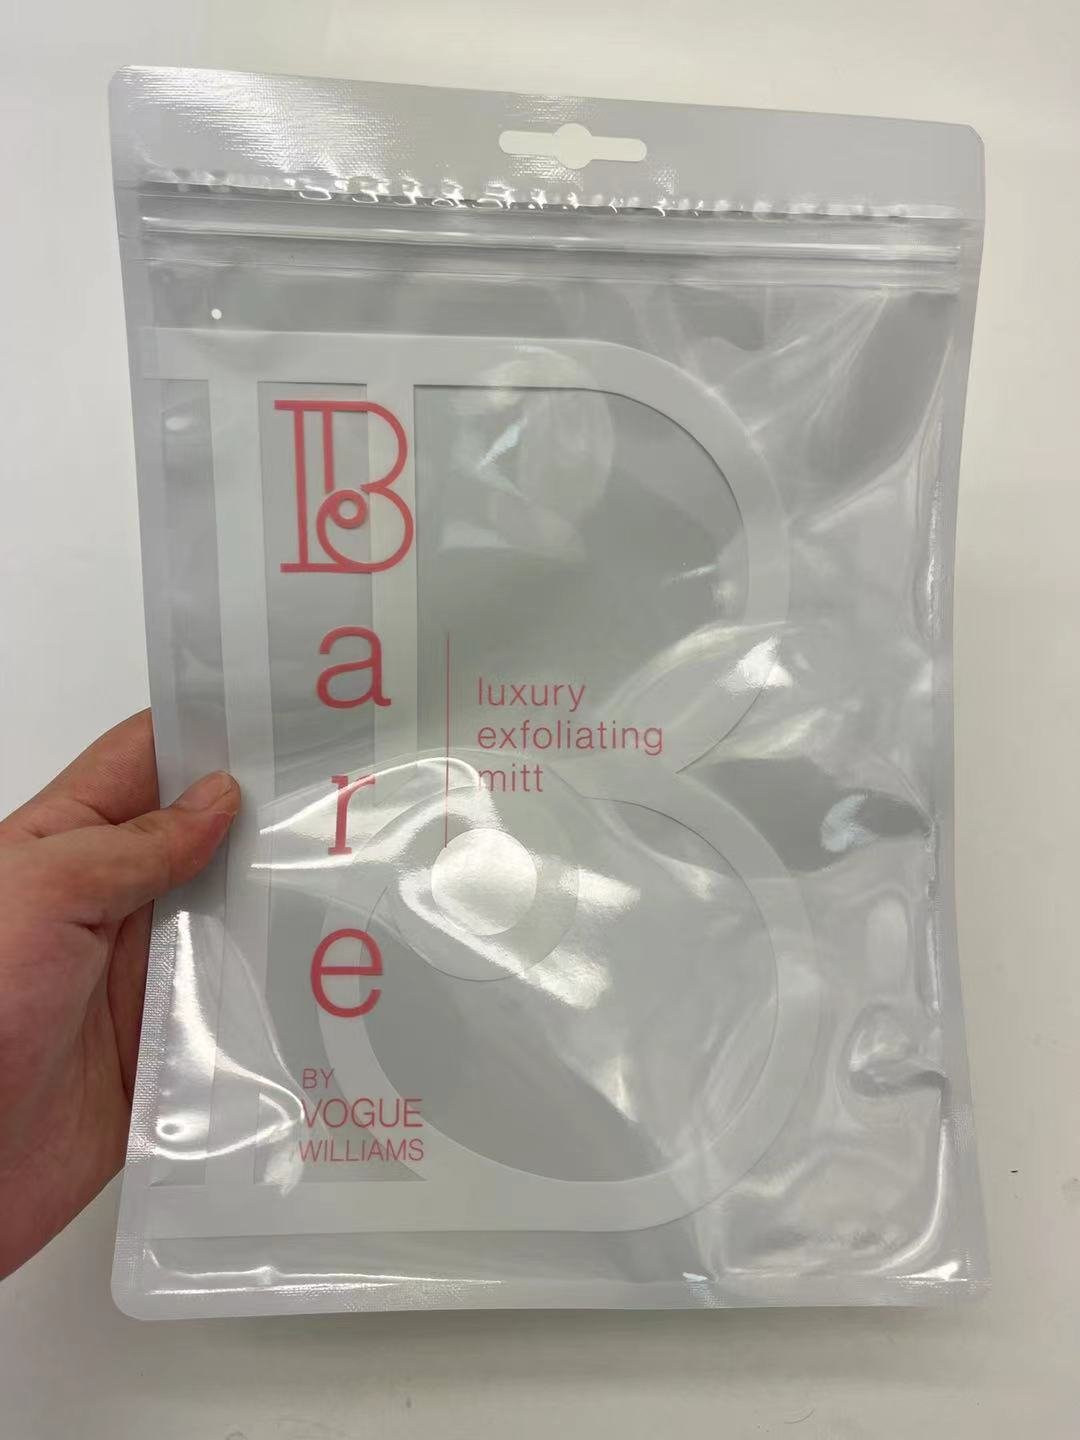 Bare
luxury
exfoliating
mitt
BY
VOGUE
WILLIAMS